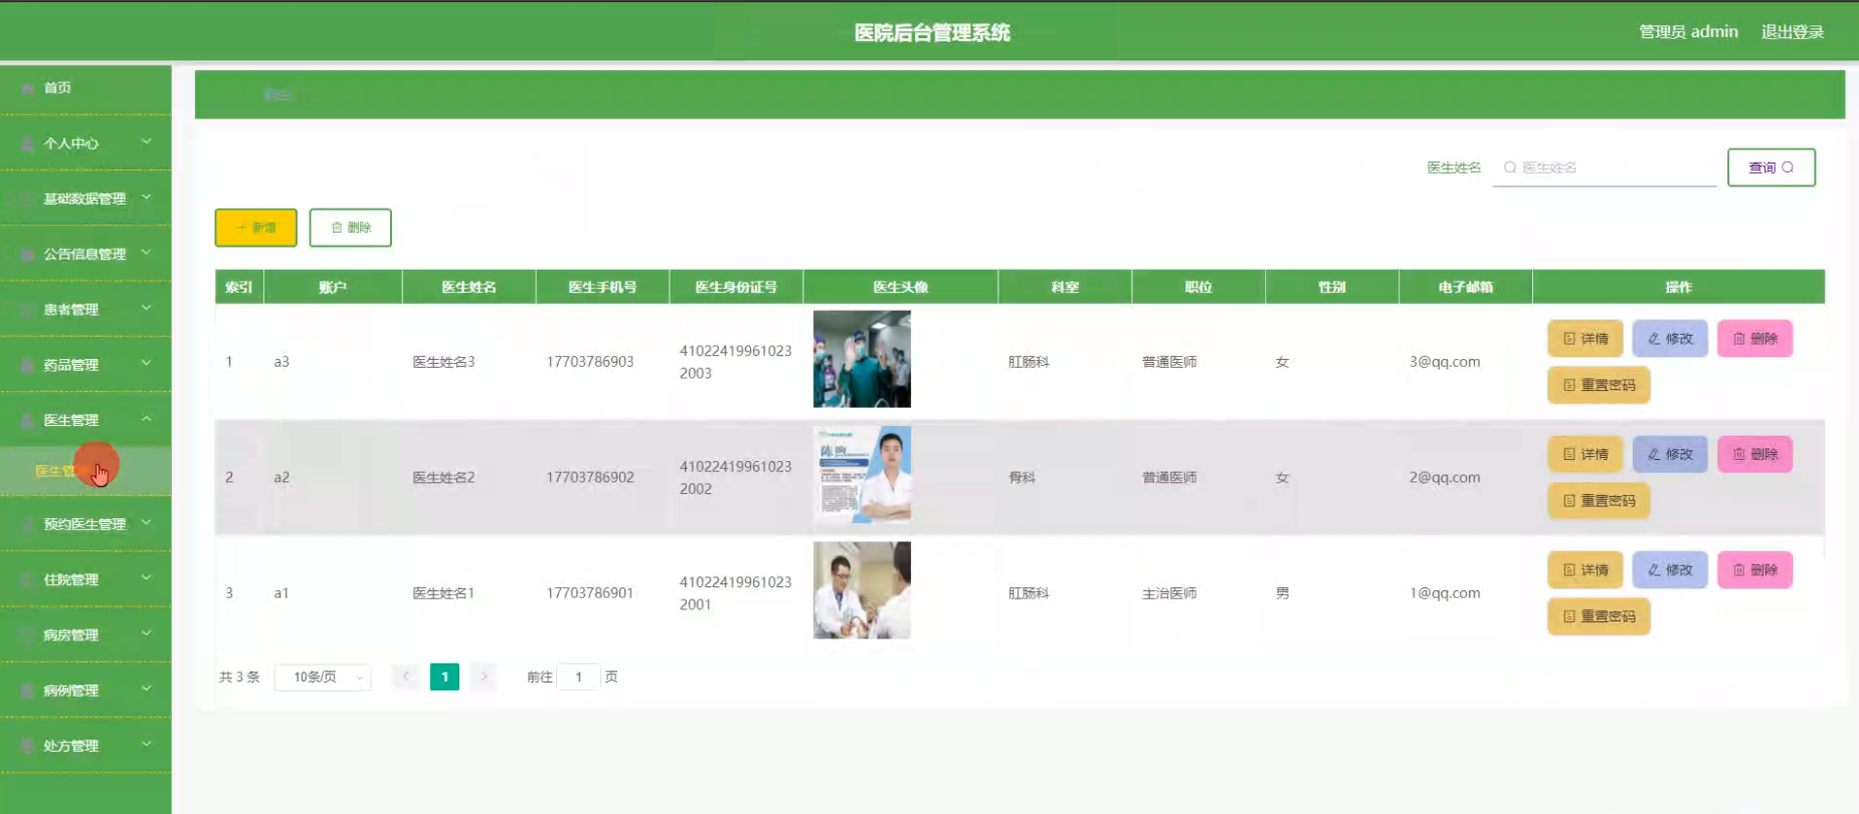 医院后台管理系统
管理员 admin 退出登录
首页
个人中心
基础数据管理
公告信息管理
患者管理
药品管理
医生管理
医生管
预约医生管理
住院管理
病房管理
病例管理
处方管理
医生姓名 医生姓名 查询
+ 新增 删除
索引 账户 医生姓名 医生手机号 医生身份证号 医生头像 科室 职位 性别 电子邮箱 操作
1 a3 医生姓名3 17703786903 41022419961023
2003 肛肠科 普通医师 女 3@qq.com 详情 修改 删除
重置密码
2 a2 医生姓名2 17703786902 41022419961023
2002 骨科 普通医师 女 2@qq.com 详情 修改 删除
重置密码
3 a1 医生姓名1 17703786901 41022419961023
2001 肛肠科 主治医师 男 1@qq.com 详情 修改 删除
重置密码
共 3 条 10条/页 1 前往 1 页